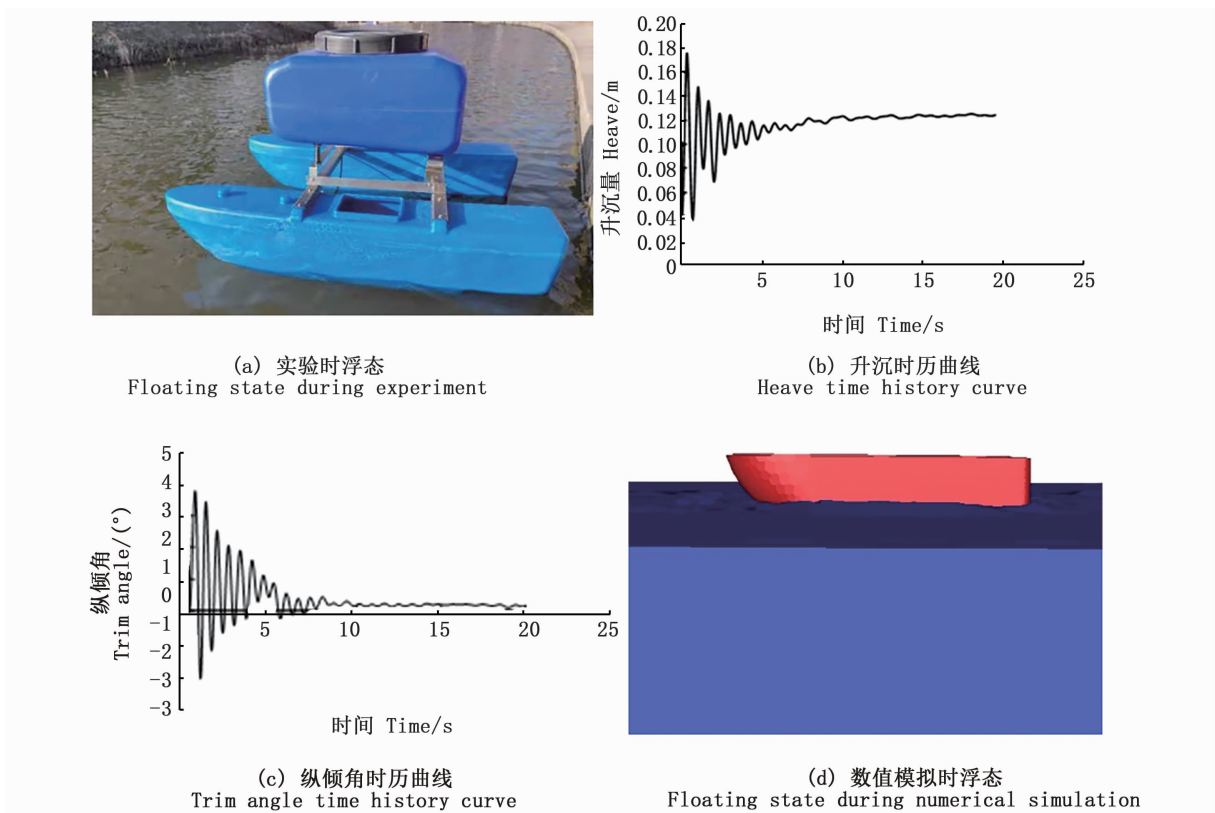 0.20
0.18
0.16
0.14
0.12
0.10
0.08
0.06
0.04
0.02
0
升沉量 Heave/m
5
10
15
20
25
时间 Time/s
(a) 实验时浮态
Floating state during experiment
(b) 升沉时历曲线
Heave time history curve
5
4
3
2
1
0
-1
-2
-3
-3
纵倾角
Trim angle/(°)
5
10
15
20
25
时间 Time/s
(c) 纵倾角时历曲线
Trim angle time history curve
(d) 数值模拟时浮态
Floating state during numerical simulation